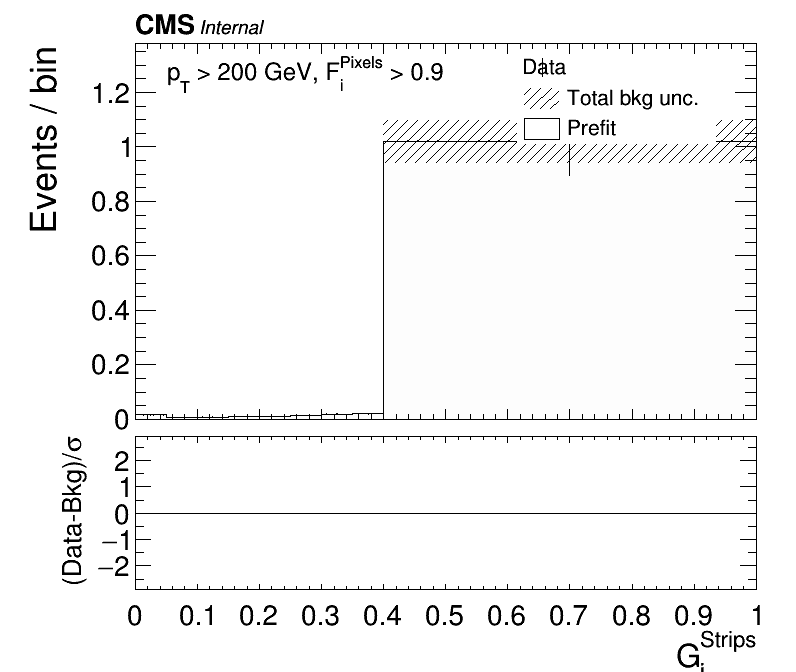 CMS Internal
p_T > 200 GeV, F_i^Pixels > 0.9
Data
Total bkg unc.
Prefit
Events / bin
1.2
1
0.8
0.6
0.4
0.2
0
(Data-Bkg)/σ
2
1
0
−1
−2
0 0.1 0.2 0.3 0.4 0.5 0.6 0.7 0.8 0.9 1
G_i^Strips